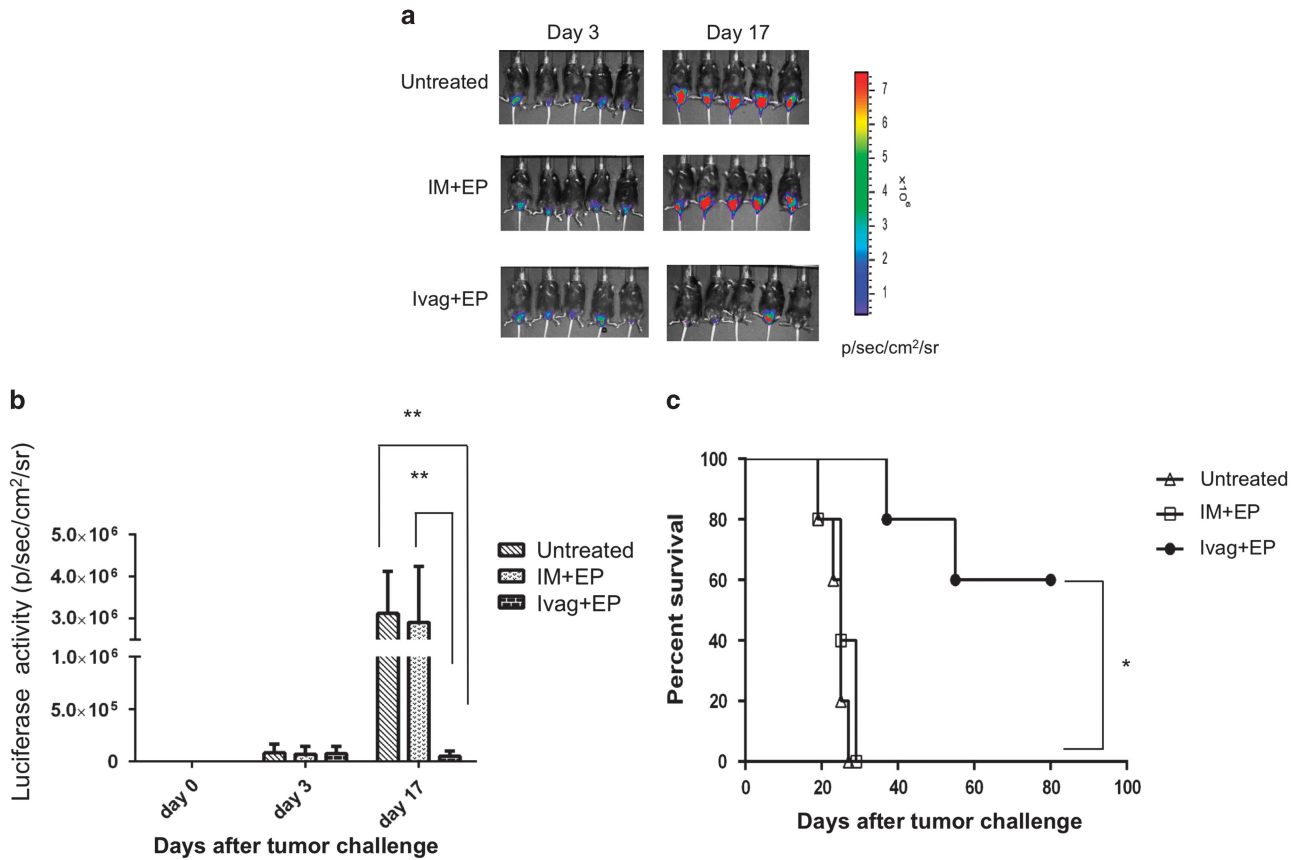 a
Day 3 Day 17
Untreated
IM+EP
Ivag+EP
7
6
5
4
3
2
1
×10⁶
p/sec/cm²/sr
b
**
**
Luciferase activity (p/sec/cm²/sr)
5.0×10⁶
4.0×10⁶
3.0×10⁶
1.0×10⁶
5.0×10⁵
0
Untreated
IM+EP
Ivag+EP
day 0 day 3 day 17
Days after tumor challenge
c
Percent survival
100
80
60
40
20
0
0 20 40 60 80 100
Days after tumor challenge
Untreated
IM+EP
Ivag+EP
*